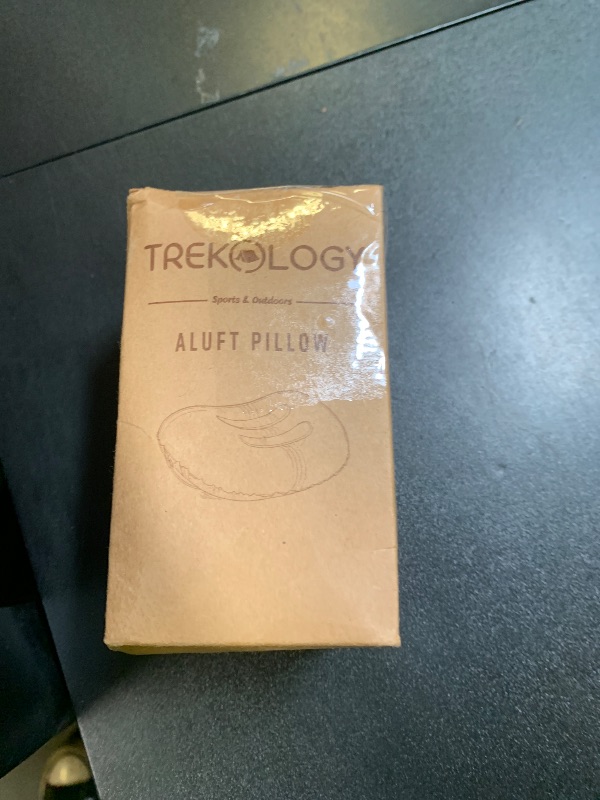 TREKOLOGY
Sports & Outdoors
ALUFT PILLOW